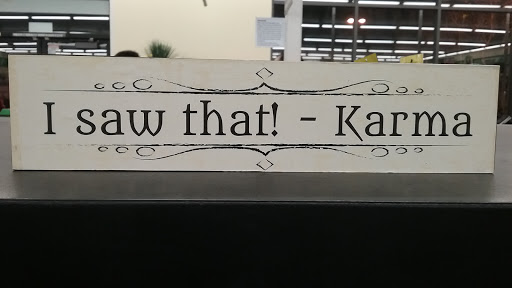 I saw that! - Karma